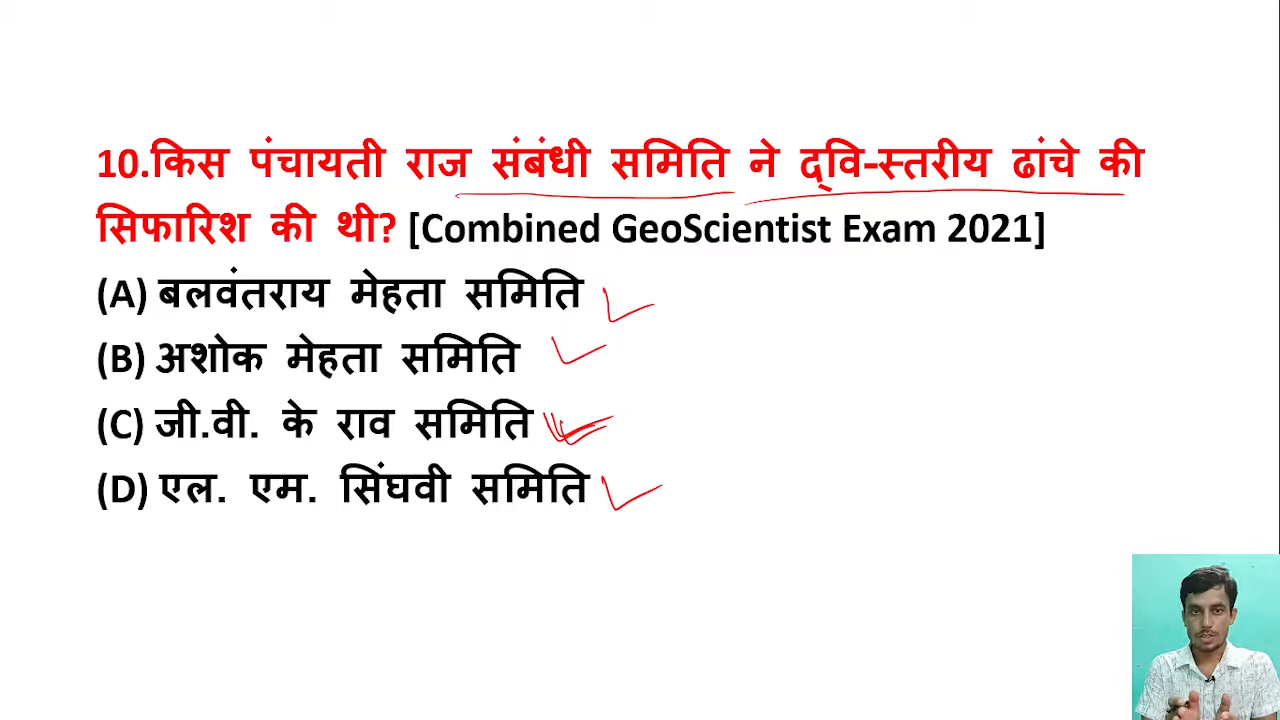 10.किस पंचायती राज संबंधी समिति ने द्वि-स्तरीय ढांचे की
सिफारिश की थी? [Combined GeoScientist Exam 2021]
(A) बलवंतराय मेहता समिति
(B) अशोक मेहता समिति
(C) जी.वी. के राव समिति
(D) एल. एम. सिंघवी समिति